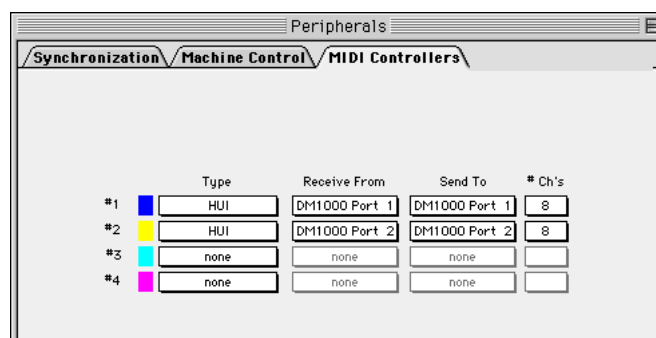 Peripherals
Synchronization Machine Control MIDI Controllers
Type Receive From Send To # Ch's
#1 HUI DM1000 Port 1 DM1000 Port 1 8
#2 HUI DM1000 Port 2 DM1000 Port 2 8
#3 none none none
#4 none none none